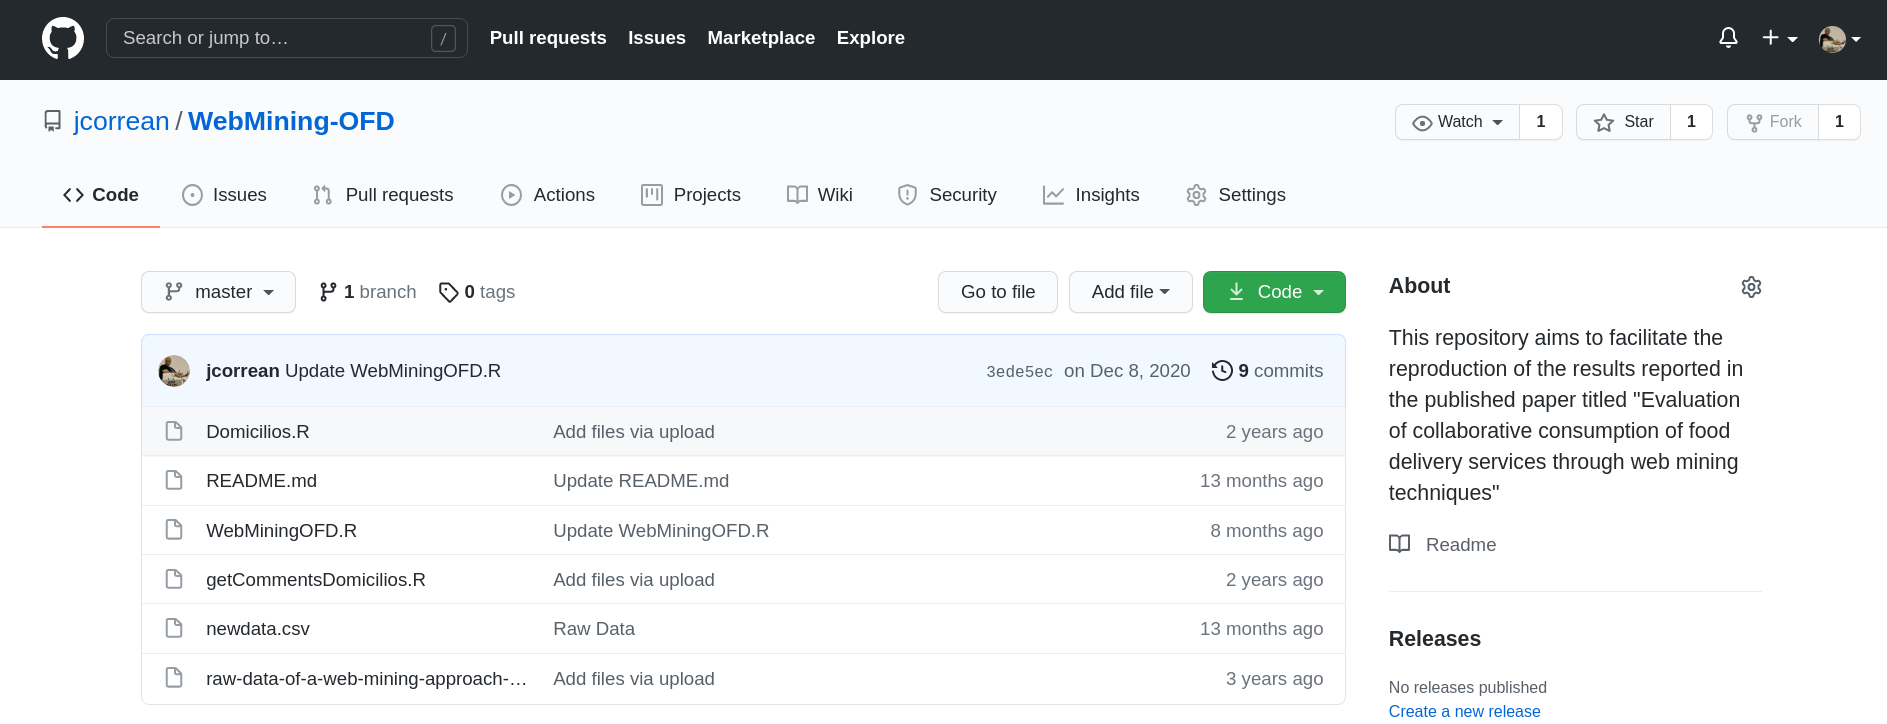 Search or jump to… /
Pull requests Issues Marketplace Explore
jcorrean / WebMining-OFD
Watch 1 Star 1 Fork 1
Code Issues Pull requests Actions Projects Wiki Security Insights Settings
master 1 branch 0 tags Go to file Add file Code
jcorrean Update WebMiningOFD.R 3ede5ec on Dec 8, 2020 9 commits
Domicilios.R Add files via upload 2 years ago
README.md Update README.md 13 months ago
WebMiningOFD.R Update WebMiningOFD.R 8 months ago
getCommentsDomicilios.R Add files via upload 2 years ago
newdata.csv Raw Data 13 months ago
raw-data-of-a-web-mining-approach-… Add files via upload 3 years ago
About
This repository aims to facilitate the
reproduction of the results reported in
the published paper titled "Evaluation
of collaborative consumption of food
delivery services through web mining
techniques"
Readme
Releases
No releases published
Create a new release